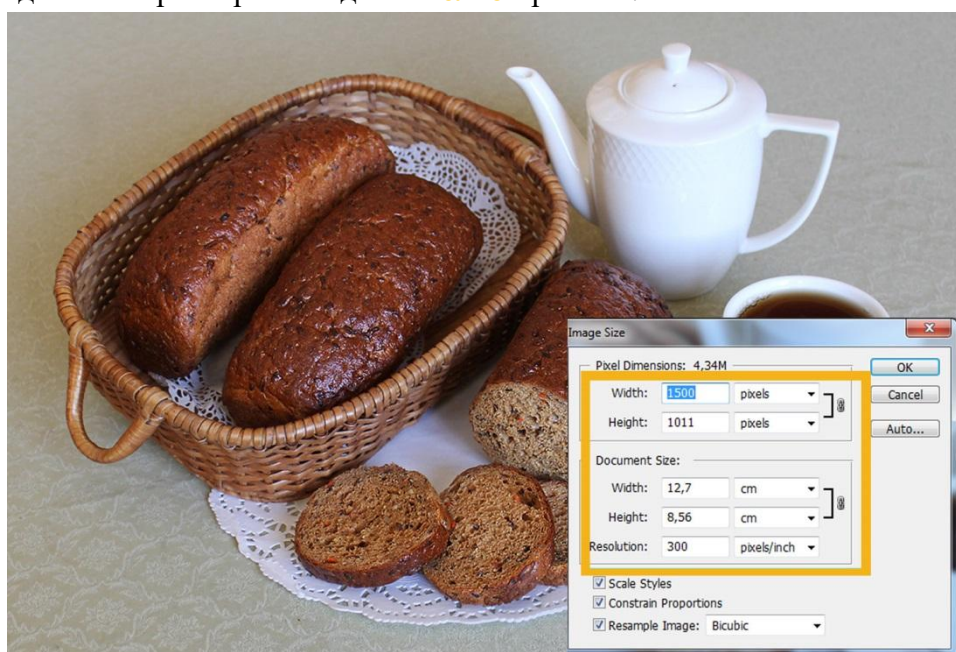 Image Size
Pixel Dimensions: 4,34M
Width: 1500 pixels
Height: 1011 pixels
Document Size:
Width: 12,7 cm
Height: 8,56 cm
Resolution: 300 pixels/inch
Scale Styles
Constrain Proportions
Resample Image: Bicubic
OK
Cancel
Auto...